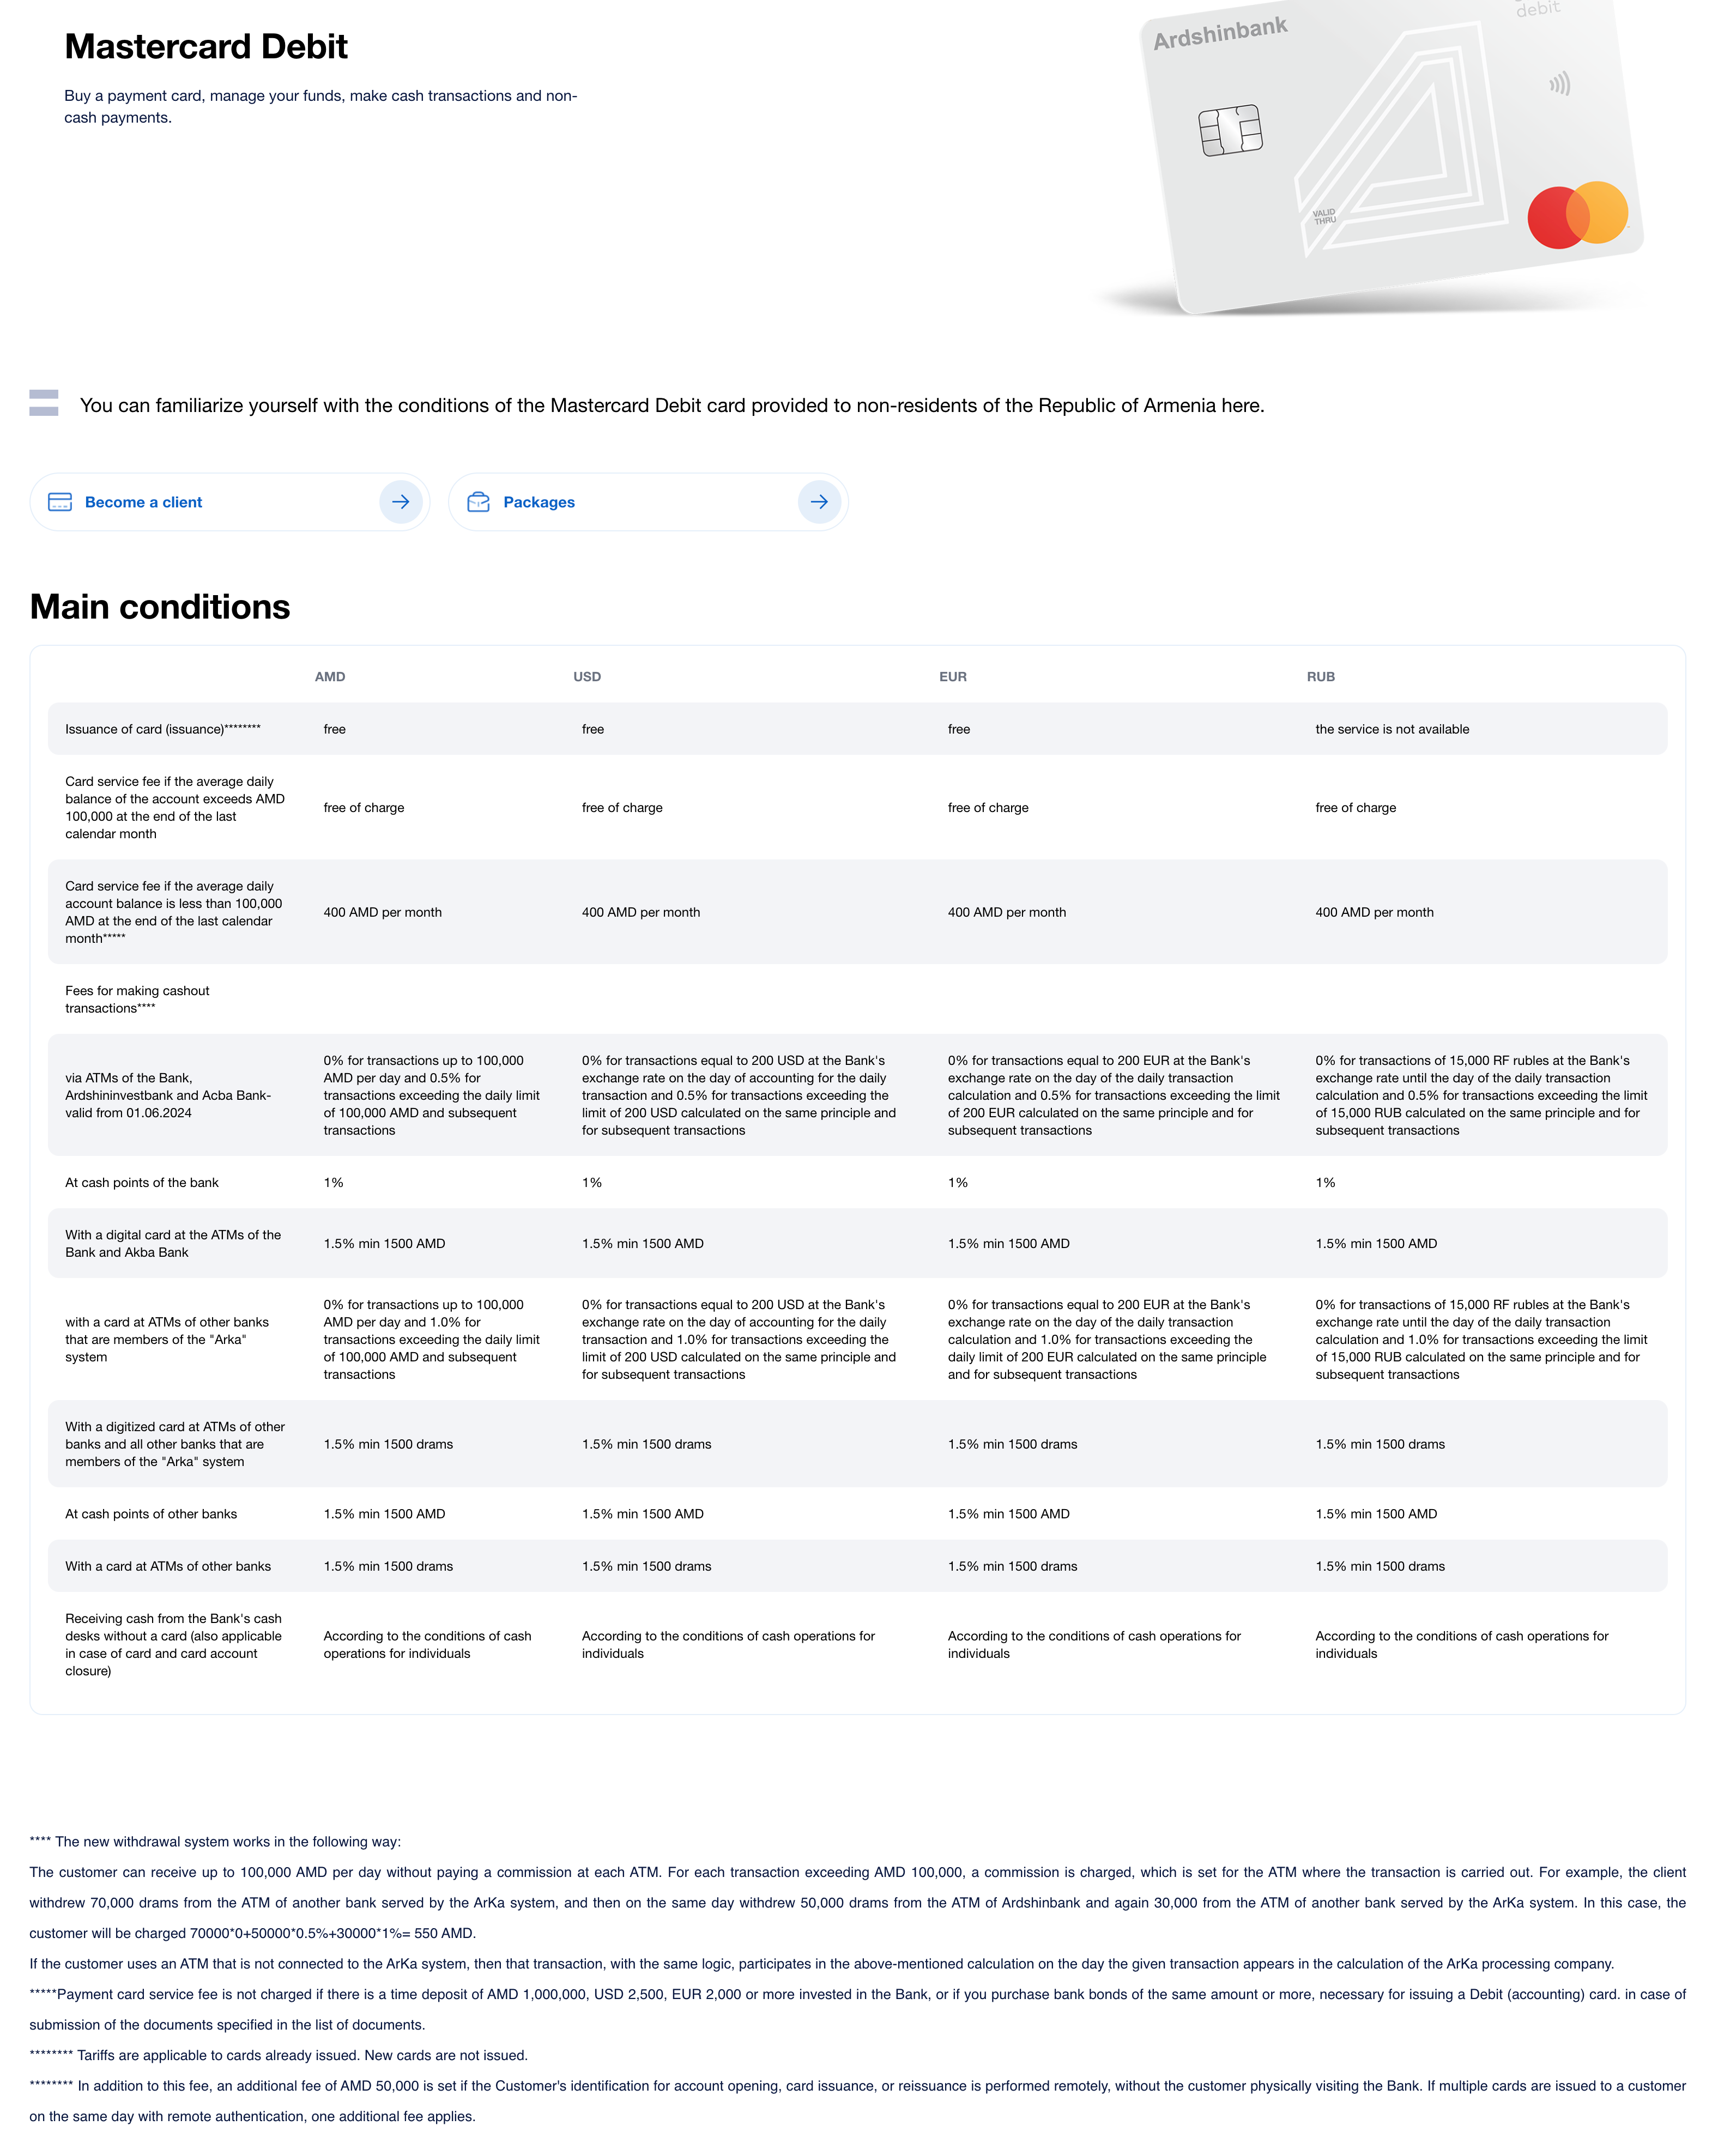 Mastercard Debit
Buy a payment card, manage your funds, make cash transactions and non-
cash payments.
Ardshinbank
debit
VALID
THRU
You can familiarize yourself with the conditions of the Mastercard Debit card provided to non-residents of the Republic of Armenia here.
Become a client
Packages
Main conditions
AMD USD EUR RUB
Issuance of card (issuance)******** free free free the service is not available
Card service fee if the average daily
balance of the account exceeds AMD
100,000 at the end of the last
calendar month
free of charge free of charge free of charge free of charge
Card service fee if the average daily
account balance is less than 100,000
AMD at the end of the last calendar
month*****
400 AMD per month 400 AMD per month 400 AMD per month 400 AMD per month
Fees for making cashout
transactions****
via ATMs of the Bank,
Ardshininvestbank and Acba Bank-
valid from 01.06.2024
0% for transactions up to 100,000
AMD per day and 0.5% for
transactions exceeding the daily limit
of 100,000 AMD and subsequent
transactions
0% for transactions equal to 200 USD at the Bank's
exchange rate on the day of accounting for the daily
transaction and 0.5% for transactions exceeding the
limit of 200 USD calculated on the same principle and
for subsequent transactions
0% for transactions equal to 200 EUR at the Bank's
exchange rate on the day of the daily transaction
calculation and 0.5% for transactions exceeding the limit
of 200 EUR calculated on the same principle and for
subsequent transactions
0% for transactions of 15,000 RF rubles at the Bank's
exchange rate until the day of the daily transaction
calculation and 0.5% for transactions exceeding the limit
of 15,000 RUB calculated on the same principle and for
subsequent transactions
At cash points of the bank 1% 1% 1% 1%
With a digital card at the ATMs of the
Bank and Akba Bank
1.5% min 1500 AMD 1.5% min 1500 AMD 1.5% min 1500 AMD 1.5% min 1500 AMD
with a card at ATMs of other banks
that are members of the "Arka"
system
0% for transactions up to 100,000
AMD per day and 1.0% for
transactions exceeding the daily limit
of 100,000 AMD and subsequent
transactions
0% for transactions equal to 200 USD at the Bank's
exchange rate on the day of accounting for the daily
transaction and 1.0% for transactions exceeding the
limit of 200 USD calculated on the same principle and
for subsequent transactions
0% for transactions equal to 200 EUR at the Bank's
exchange rate on the day of the daily transaction
calculation and 1.0% for transactions exceeding the
daily limit of 200 EUR calculated on the same principle
and for subsequent transactions
0% for transactions of 15,000 RF rubles at the Bank's
exchange rate until the day of the daily transaction
calculation and 1.0% for transactions exceeding the limit
of 15,000 RUB calculated on the same principle and for
subsequent transactions
With a digitized card at ATMs of other
banks and all other banks that are
members of the "Arka" system
1.5% min 1500 drams 1.5% min 1500 drams 1.5% min 1500 drams 1.5% min 1500 drams
At cash points of other banks 1.5% min 1500 AMD 1.5% min 1500 AMD 1.5% min 1500 AMD 1.5% min 1500 AMD
With a card at ATMs of other banks 1.5% min 1500 drams 1.5% min 1500 drams 1.5% min 1500 drams 1.5% min 1500 drams
Receiving cash from the Bank's cash
desks without a card (also applicable
in case of card and card account
closure)
According to the conditions of cash
operations for individuals
According to the conditions of cash operations for
individuals
According to the conditions of cash operations for
individuals
According to the conditions of cash operations for
individuals
**** The new withdrawal system works in the following way:
The customer can receive up to 100,000 AMD per day without paying a commission at each ATM. For each transaction exceeding AMD 100,000, a commission is charged, which is set for the ATM where the transaction is carried out. For example, the client
withdrew 70,000 drams from the ATM of another bank served by the ArKa system, and then on the same day withdrew 50,000 drams from the ATM of Ardshinbank and again 30,000 from the ATM of another bank served by the ArKa system. In this case, the
customer will be charged 70000*0+50000*0.5%+30000*1%= 550 AMD.
If the customer uses an ATM that is not connected to the ArKa system, then that transaction, with the same logic, participates in the above-mentioned calculation on the day the given transaction appears in the calculation of the ArKa processing company.
*****Payment card service fee is not charged if there is a time deposit of AMD 1,000,000, USD 2,500, EUR 2,000 or more invested in the Bank, or if you purchase bank bonds of the same amount or more, necessary for issuing a Debit (accounting) card. in case of
submission of the documents specified in the list of documents.
******** Tariffs are applicable to cards already issued. New cards are not issued.
******** In addition to this fee, an additional fee of AMD 50,000 is set if the Customer's identification for account opening, card issuance, or reissuance is performed remotely, without the customer physically visiting the Bank. If multiple cards are issued to a customer
on the same day with remote authentication, one additional fee applies.